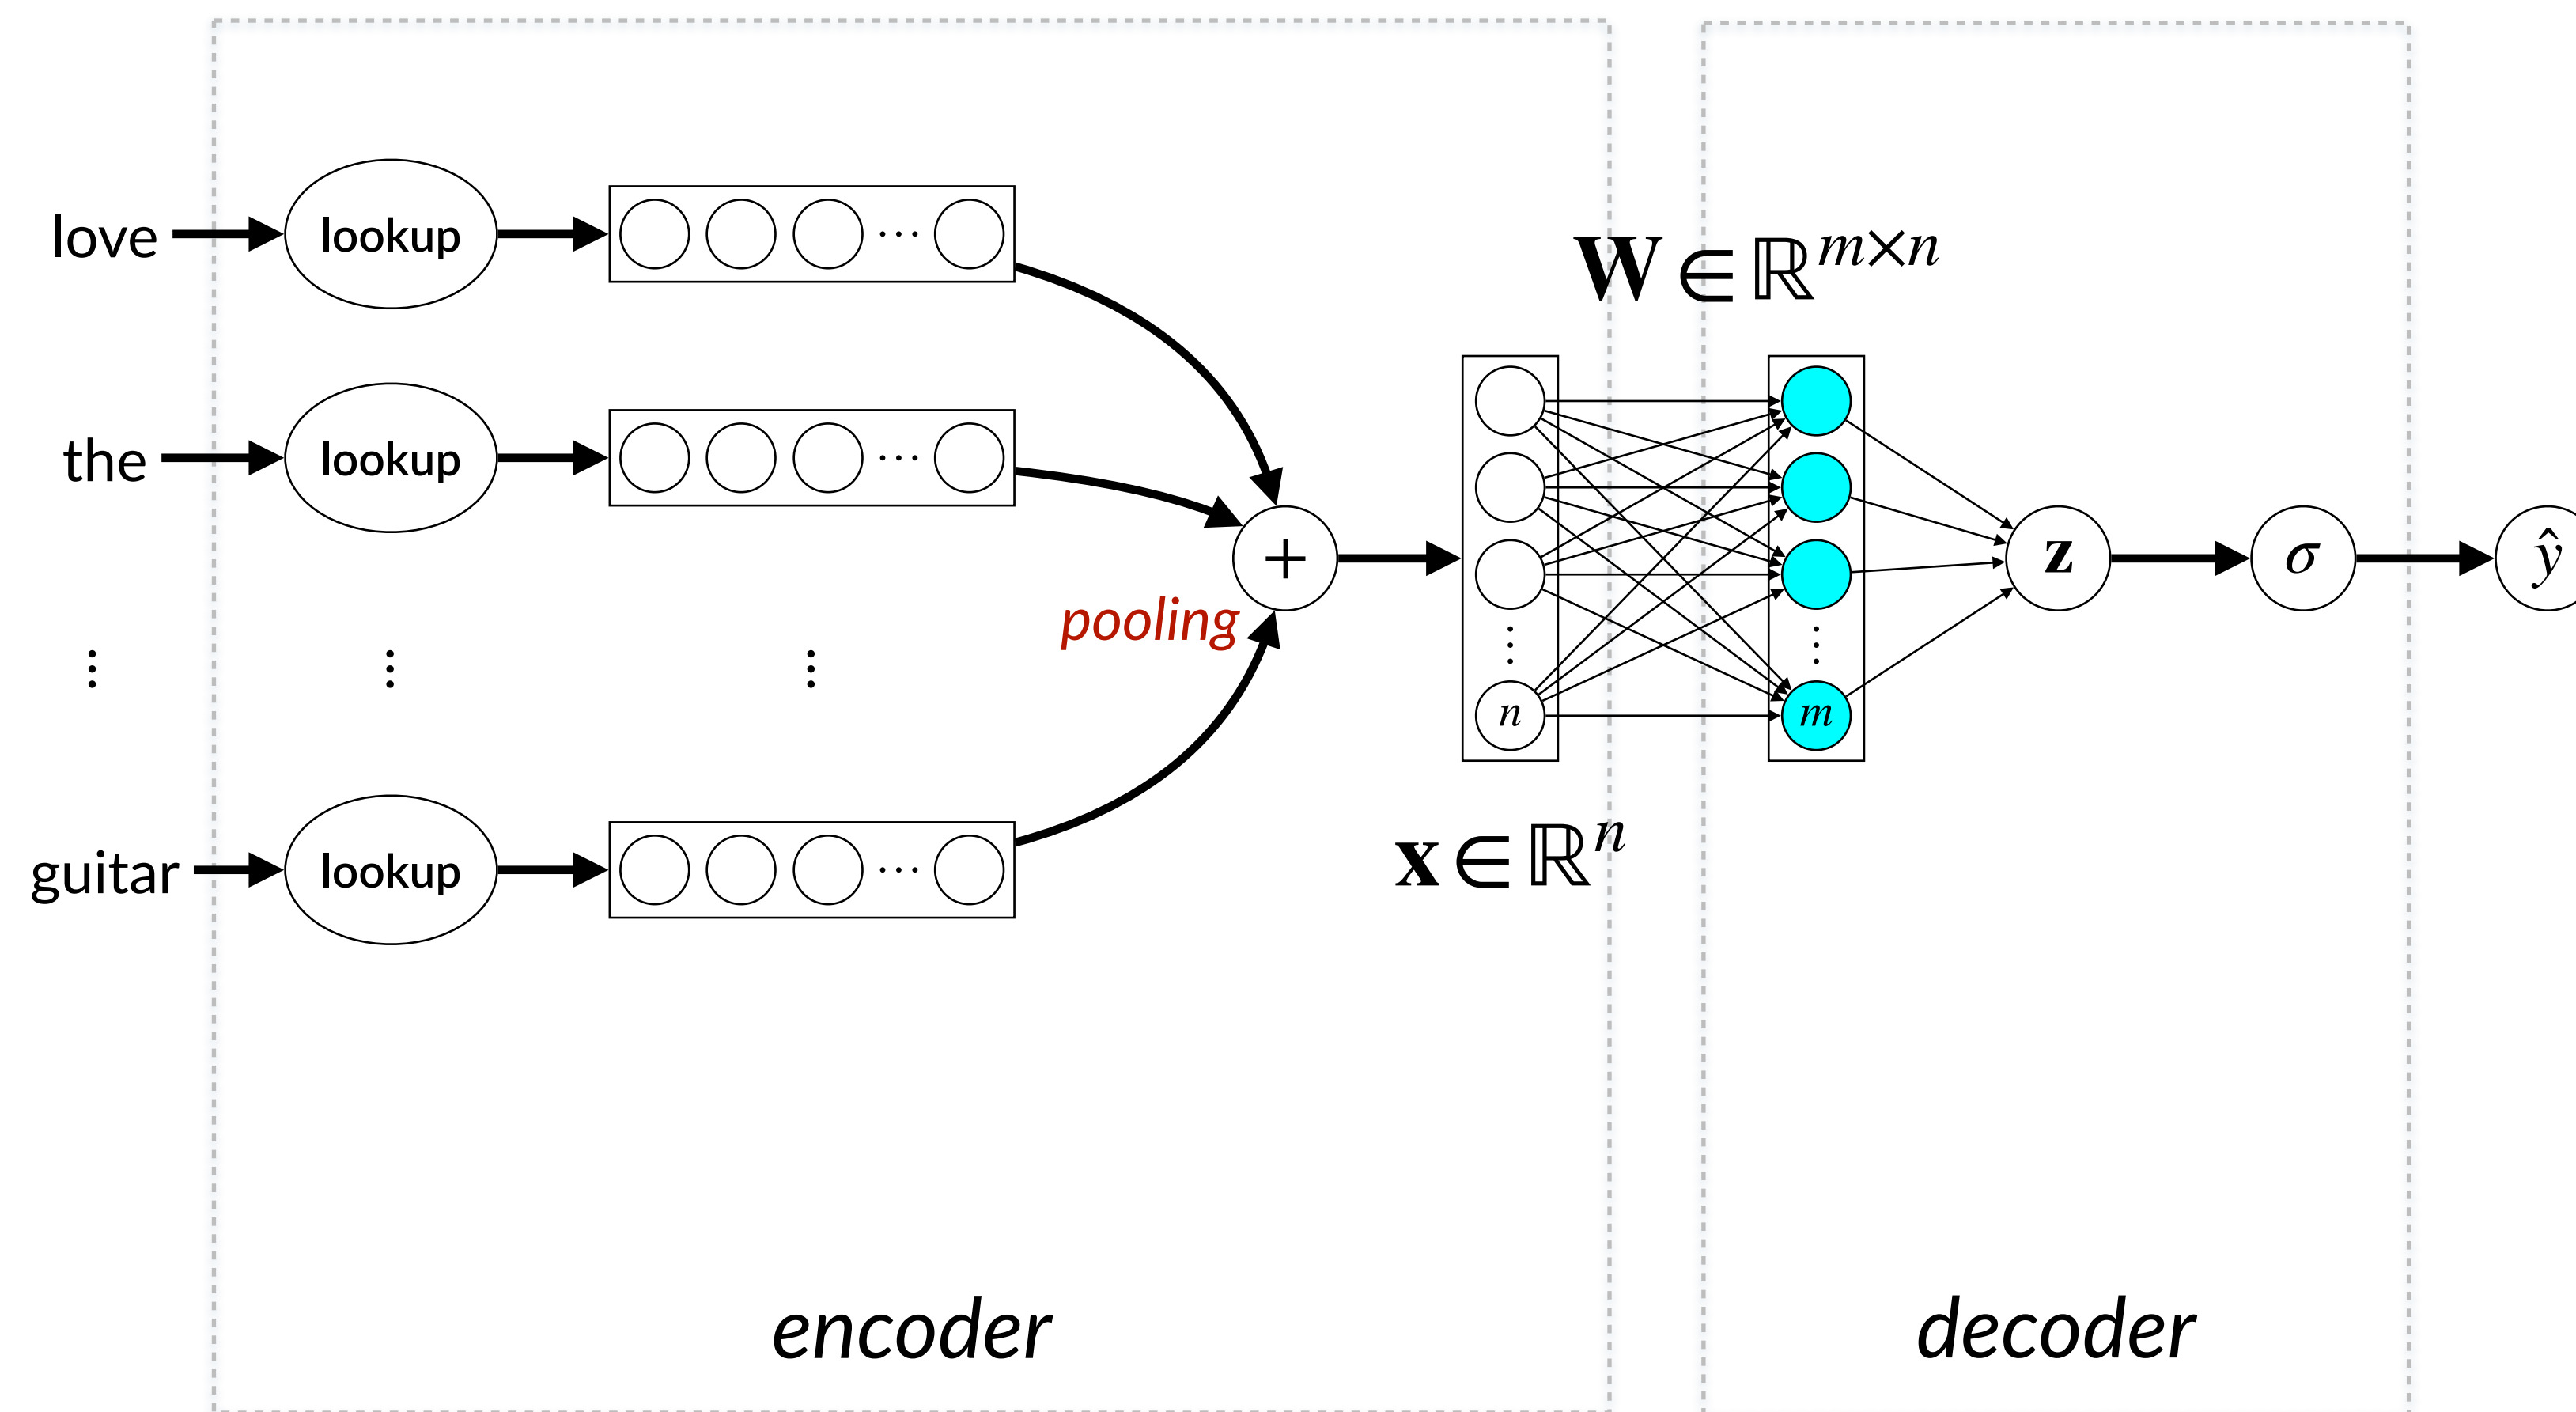 love
lookup
⋯
the
lookup
⋯
⋮
⋮
⋮
guitar
lookup
⋯
pooling
+
W ∈ ℝ^{m×n}
⋮
n
⋮
m
x ∈ ℝ^n
z
σ
ŷ
encoder
decoder